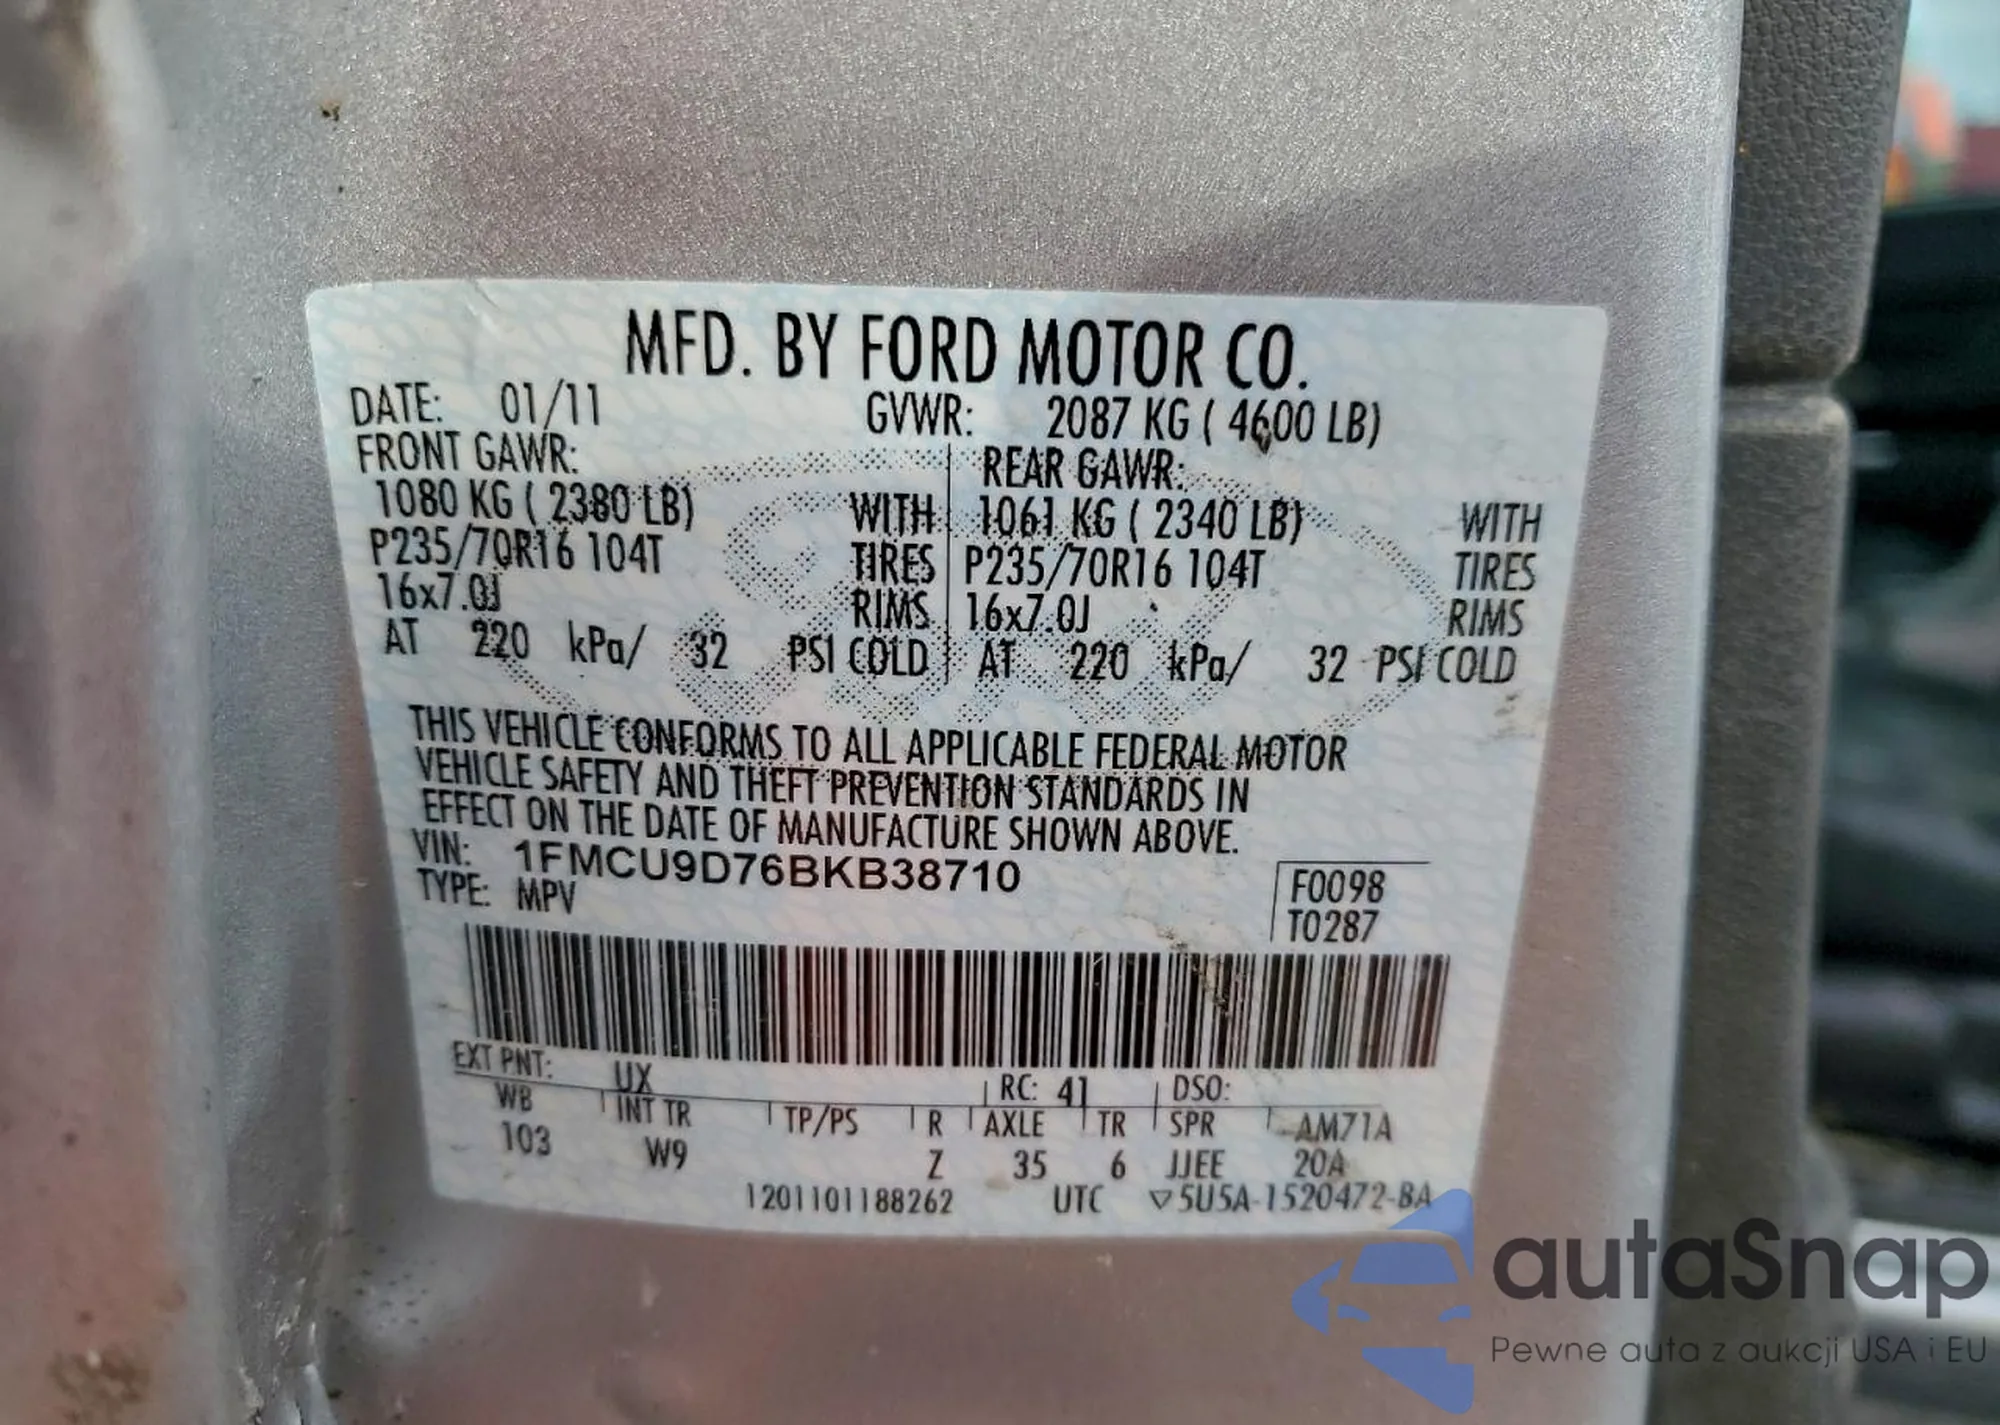 MFD. BY FORD MOTOR CO.
DATE: 01/11 GVWR: 2087 KG ( 4600 LB)
FRONT GAWR: REAR GAWR:
1080 KG ( 2380 LB) WITH 1061 KG ( 2340 LB) WITH
P235/70R16 104T TIRES P235/70R16 104T TIRES
16x7.0J RIMS 16x7.0J RIMS
AT 220 kPa/ 32 PSI COLD AT 220 kPa/ 32 PSI COLD
THIS VEHICLE CONFORMS TO ALL APPLICABLE FEDERAL MOTOR
VEHICLE SAFETY AND THEFT PREVENTION STANDARDS IN
EFFECT ON THE DATE OF MANUFACTURE SHOWN ABOVE.
VIN: 1FMCU9D76BKB38710
TYPE: MPV
F0098
T0287
EXT PNT: UX RC: 41 DSO:
WB INT TR TP/PS R AXLE TR SPR AM71A
103 W9 Z 35 6 JJEE 20A
1201101188262 UTC ▽5U5A-1520472-BA
autaSnap
Pewne auta z aukcji USA i EU